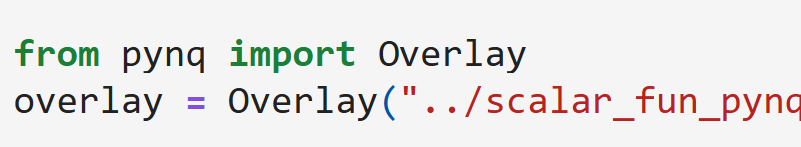 from pynq import Overlay
overlay = Overlay("../scalar_fun_pynq